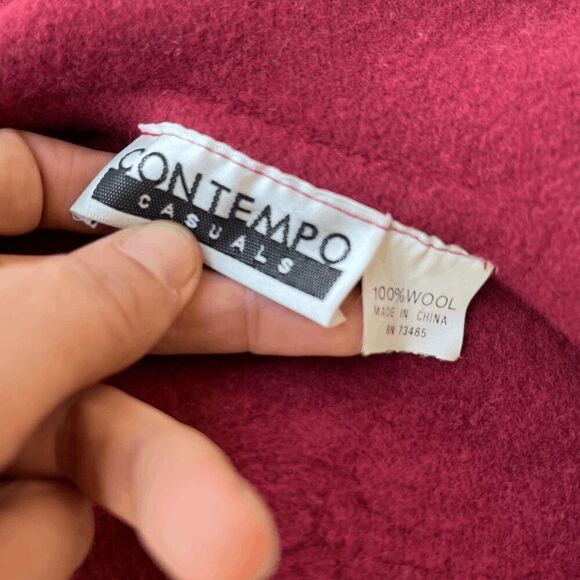 CONTEMPO
CASUALS
100% WOOL
MADE IN CHINA
RN 73465